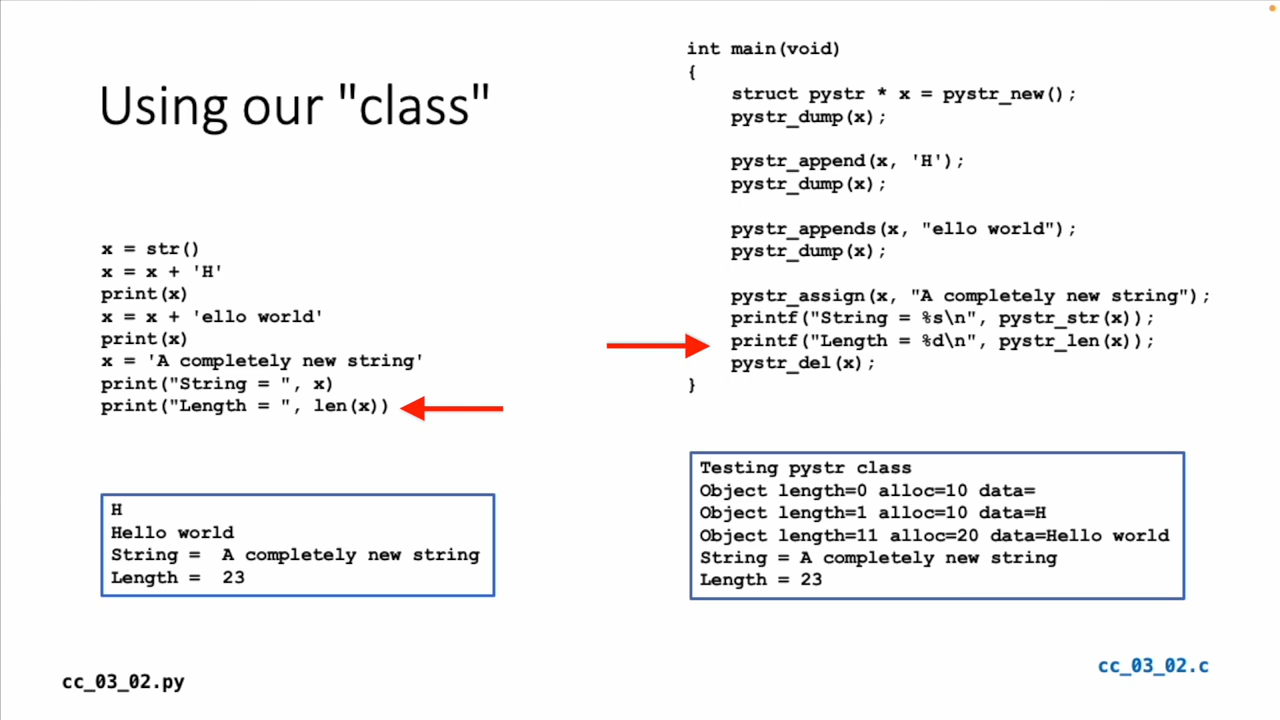 Using our "class"
x = str()
x = x + 'H'
print(x)
x = x + 'ello world'
print(x)
x = 'A completely new string'
print("String = ", x)
print("Length = ", len(x))
H
Hello world
String =  A completely new string
Length =  23
cc_03_02.py
int main(void)
{
    struct pystr * x = pystr_new();
    pystr_dump(x);

    pystr_append(x, 'H');
    pystr_dump(x);

    pystr_appends(x, "ello world");
    pystr_dump(x);

    pystr_assign(x, "A completely new string");
    printf("String = %s\n", pystr_str(x));
    printf("Length = %d\n", pystr_len(x));
    pystr_del(x);
}
Testing pystr class
Object length=0 alloc=10 data=
Object length=1 alloc=10 data=H
Object length=11 alloc=20 data=Hello world
String = A completely new string
Length = 23
cc_03_02.c